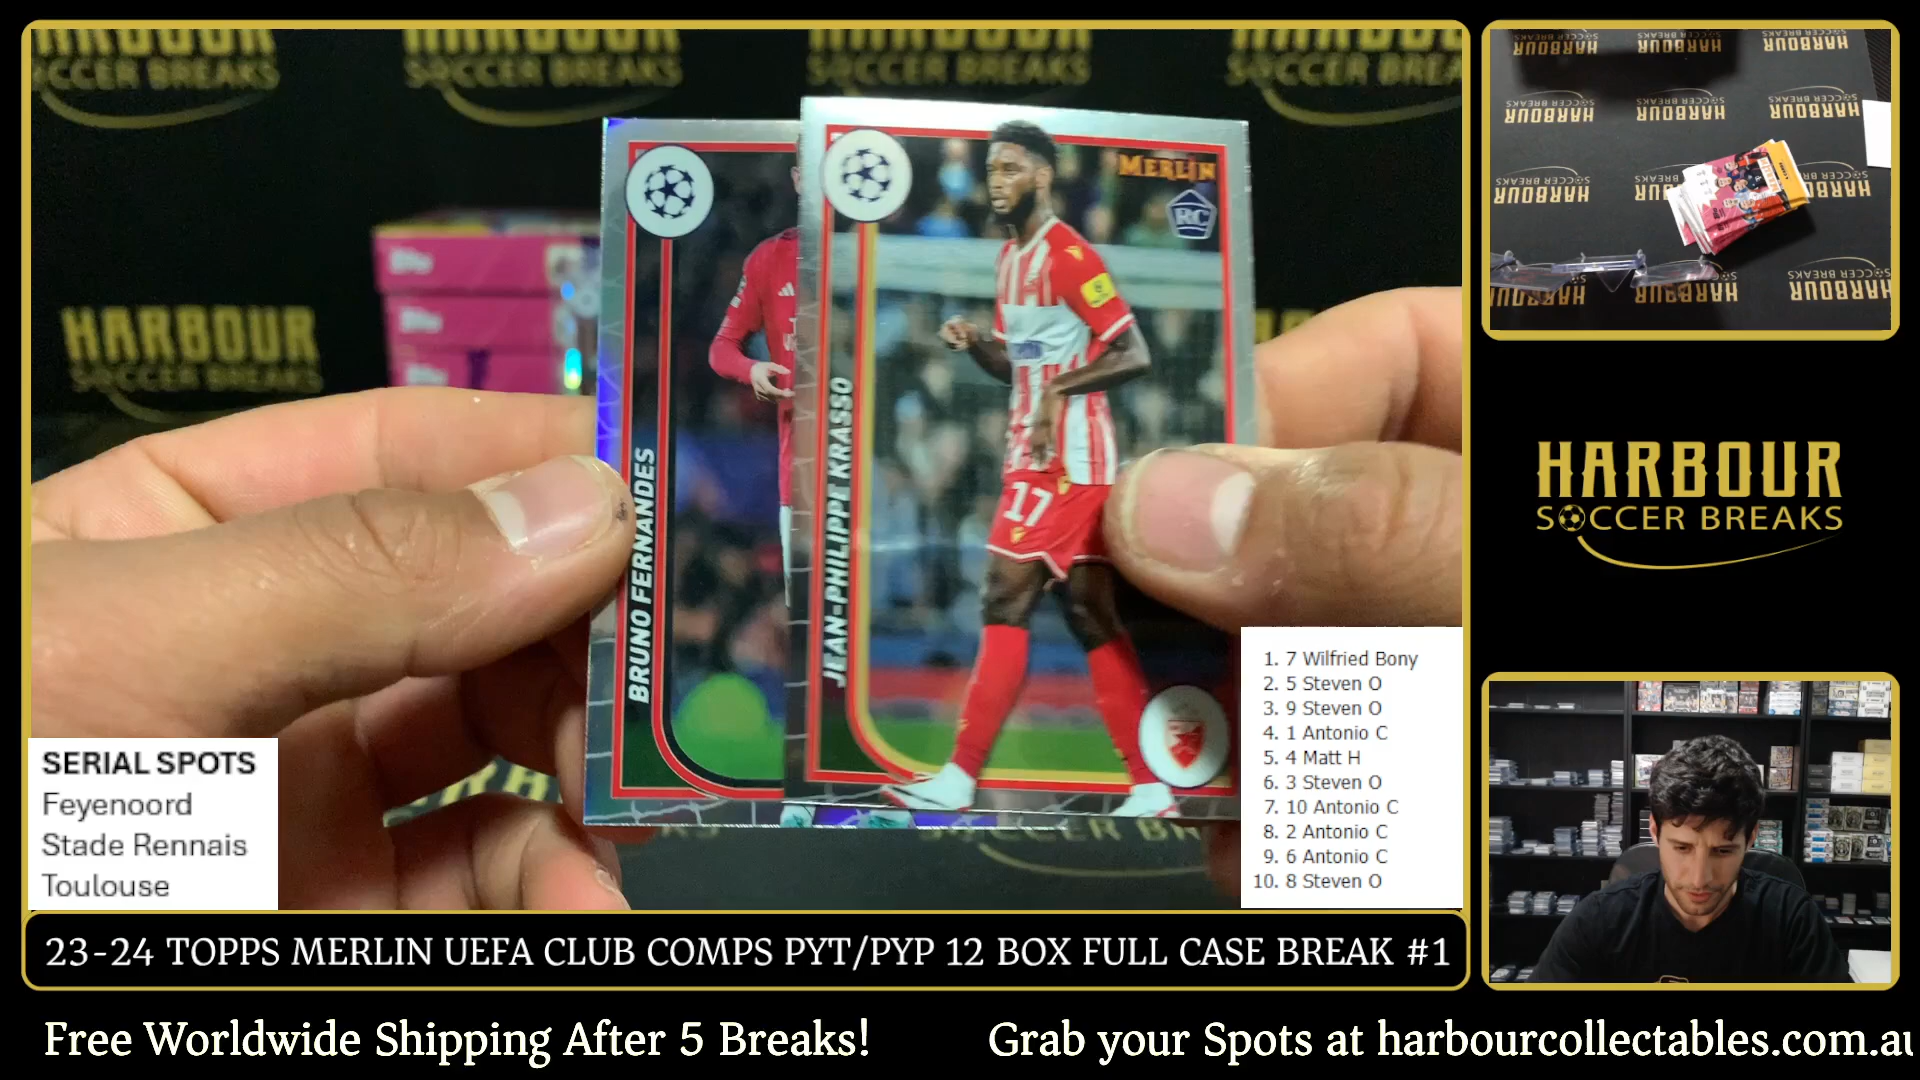 HARBOUR
SOCCER BREAKS
HARBOUR
SOCCER BREAKS
MERLIN
RC
BRUNO FERNANDES
JEAN-PHILIPPE KRASSO
17
SERIAL SPOTS
Feyenoord
Stade Rennais
Toulouse
1. 7 Wilfried Bony
2. 5 Steven O
3. 9 Steven O
4. 1 Antonio C
5. 4 Matt H
6. 3 Steven O
7. 10 Antonio C
8. 2 Antonio C
9. 6 Antonio C
10. 8 Steven O
HARBOUR
SOCCER BREAKS
23-24 TOPPS MERLIN UEFA CLUB COMPS PYT/PYP 12 BOX FULL CASE BREAK #1
Free Worldwide Shipping After 5 Breaks!
Grab your Spots at harbourcollectables.com.au